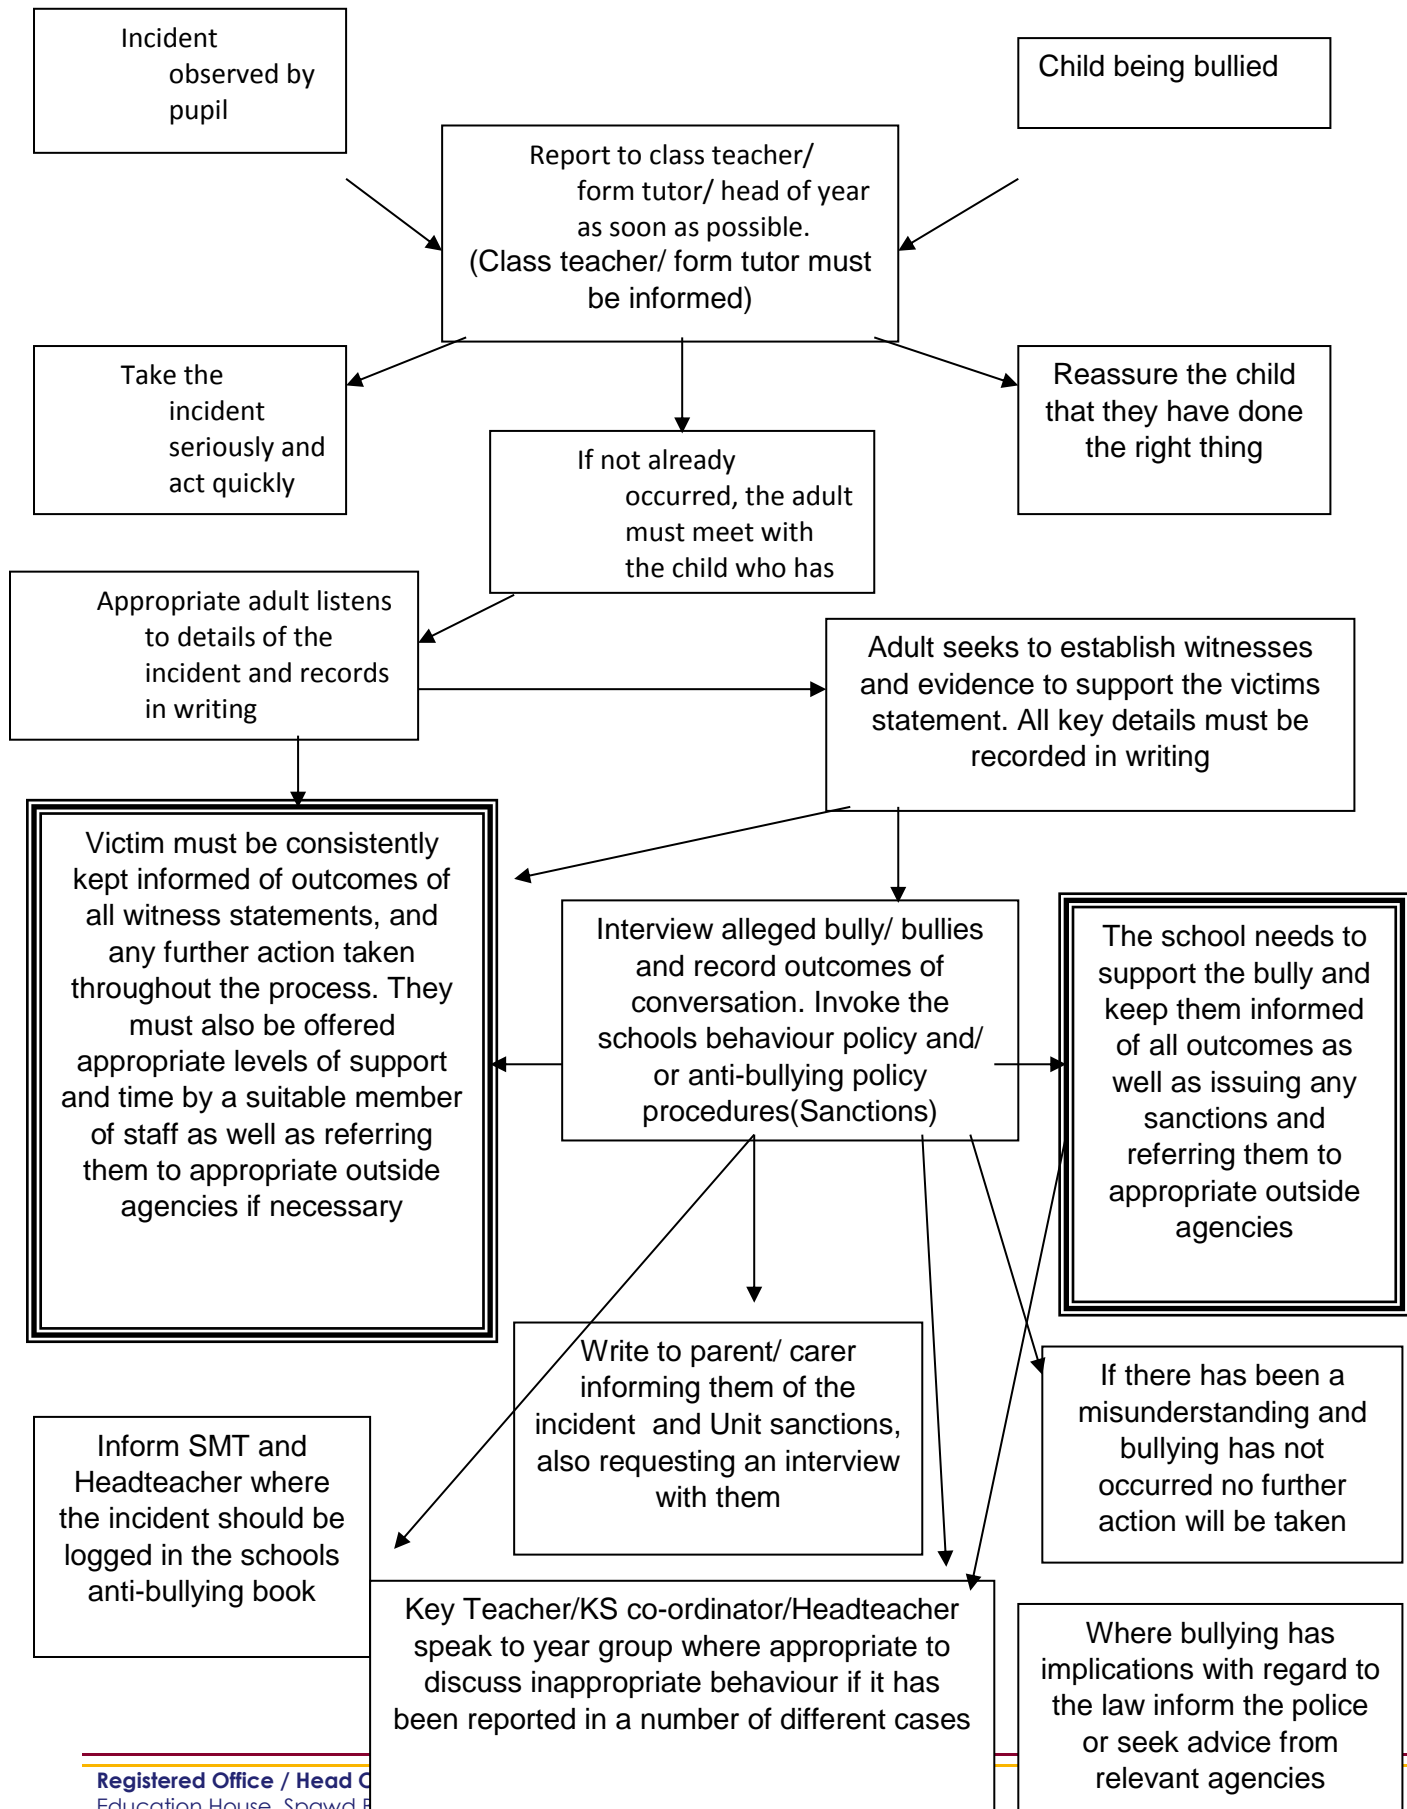 Incident
observed by
pupil
Child being bullied
Report to class teacher/
form tutor/ head of year
as soon as possible.
(Class teacher/ form tutor must
be informed)
Take the
incident
seriously and
act quickly
If not already
occurred, the adult
must meet with
the child who has
Reassure the child
that they have done
the right thing
Appropriate adult listens
to details of the
incident and records
in writing
Adult seeks to establish witnesses
and evidence to support the victims
statement. All key details must be
recorded in writing
Victim must be consistently
kept informed of outcomes of
all witness statements, and
any further action taken
throughout the process. They
must also be offered
appropriate levels of support
and time by a suitable member
of staff as well as referring
them to appropriate outside
agencies if necessary
Interview alleged bully/ bullies
and record outcomes of
conversation. Invoke the
schools behaviour policy and/
or anti-bullying policy
procedures(Sanctions)
The school needs to
support the bully and
keep them informed
of all outcomes as
well as issuing any
sanctions and
referring them to
appropriate outside
agencies
Write to parent/ carer
informing them of the
incident  and Unit sanctions,
also requesting an interview
with them
If there has been a
misunderstanding and
bullying has not
occurred no further
action will be taken
Inform SMT and
Headteacher where
the incident should be
logged in the schools
anti-bullying book
Key Teacher/KS co-ordinator/Headteacher
speak to year group where appropriate to
discuss inappropriate behaviour if it has
been reported in a number of different cases
Where bullying has
implications with regard to
the law inform the police
or seek advice from
relevant agencies
Registered Office / Head
Education House, Spawd